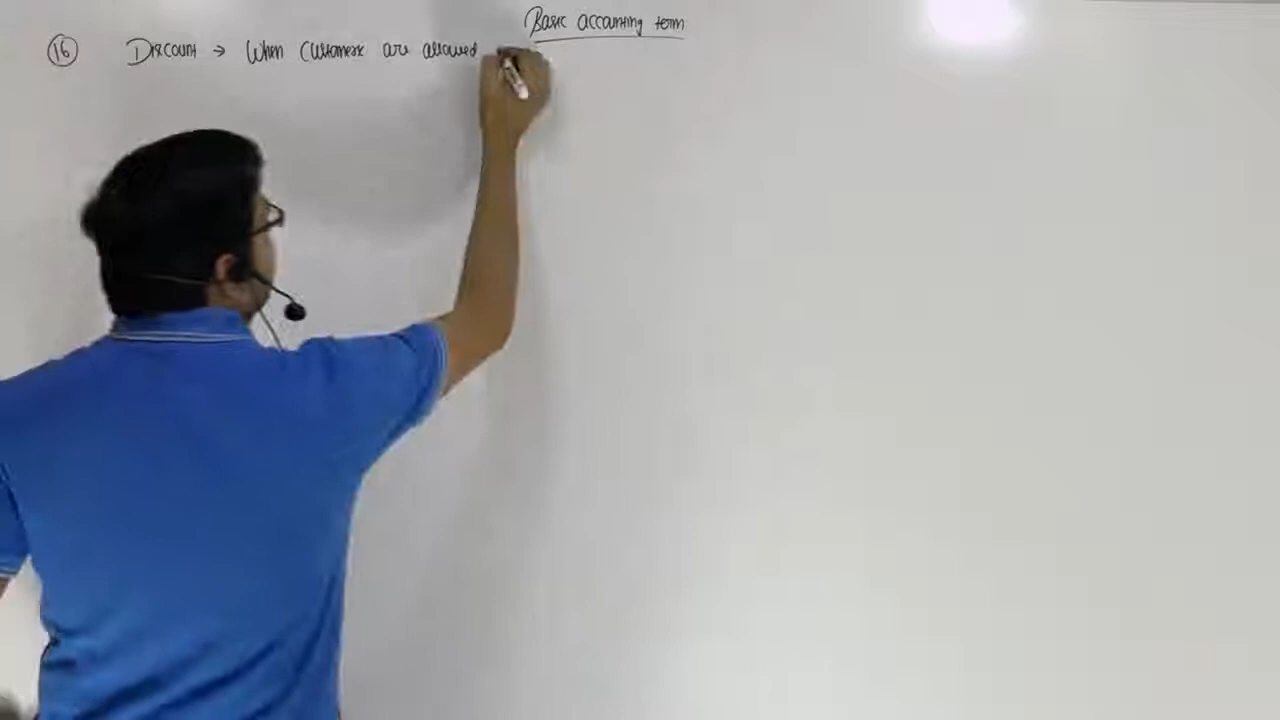 Basic accounting term
(16) Discount → When Customers are allowed